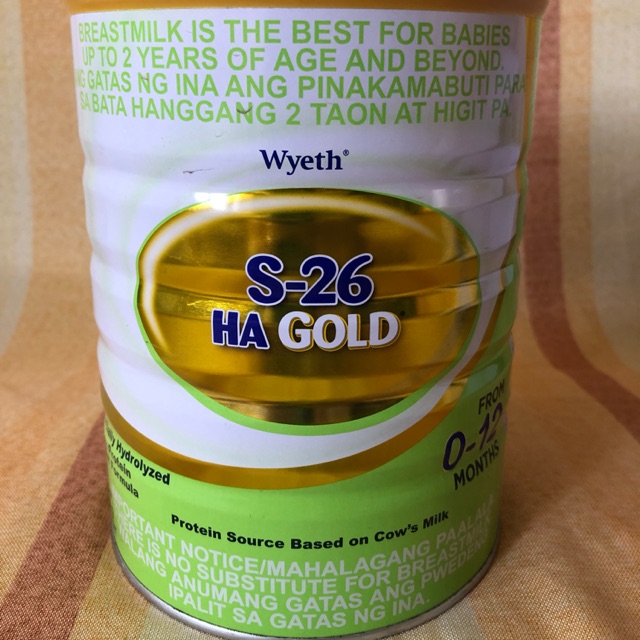 BREASTMILK IS THE BEST FOR BABIES
UP TO 2 YEARS OF AGE AND BEYOND.
GATAS NG INA ANG PINAKAMABUTI PARA
SA BATA HANGGANG 2 TAON AT HIGIT PA.
Wyeth®
S-26
HA GOLD
FROM
0-12
MONTHS
Hydrolyzed
Protein Source Based on Cow's Milk
IMPORTANT NOTICE/MAHALAGANG PAALALA
THERE IS NO SUBSTITUTE FOR BREASTMILK
WALANG ANUMANG GATAS ANG PWEDENG
IPALIT SA GATAS NG INA.